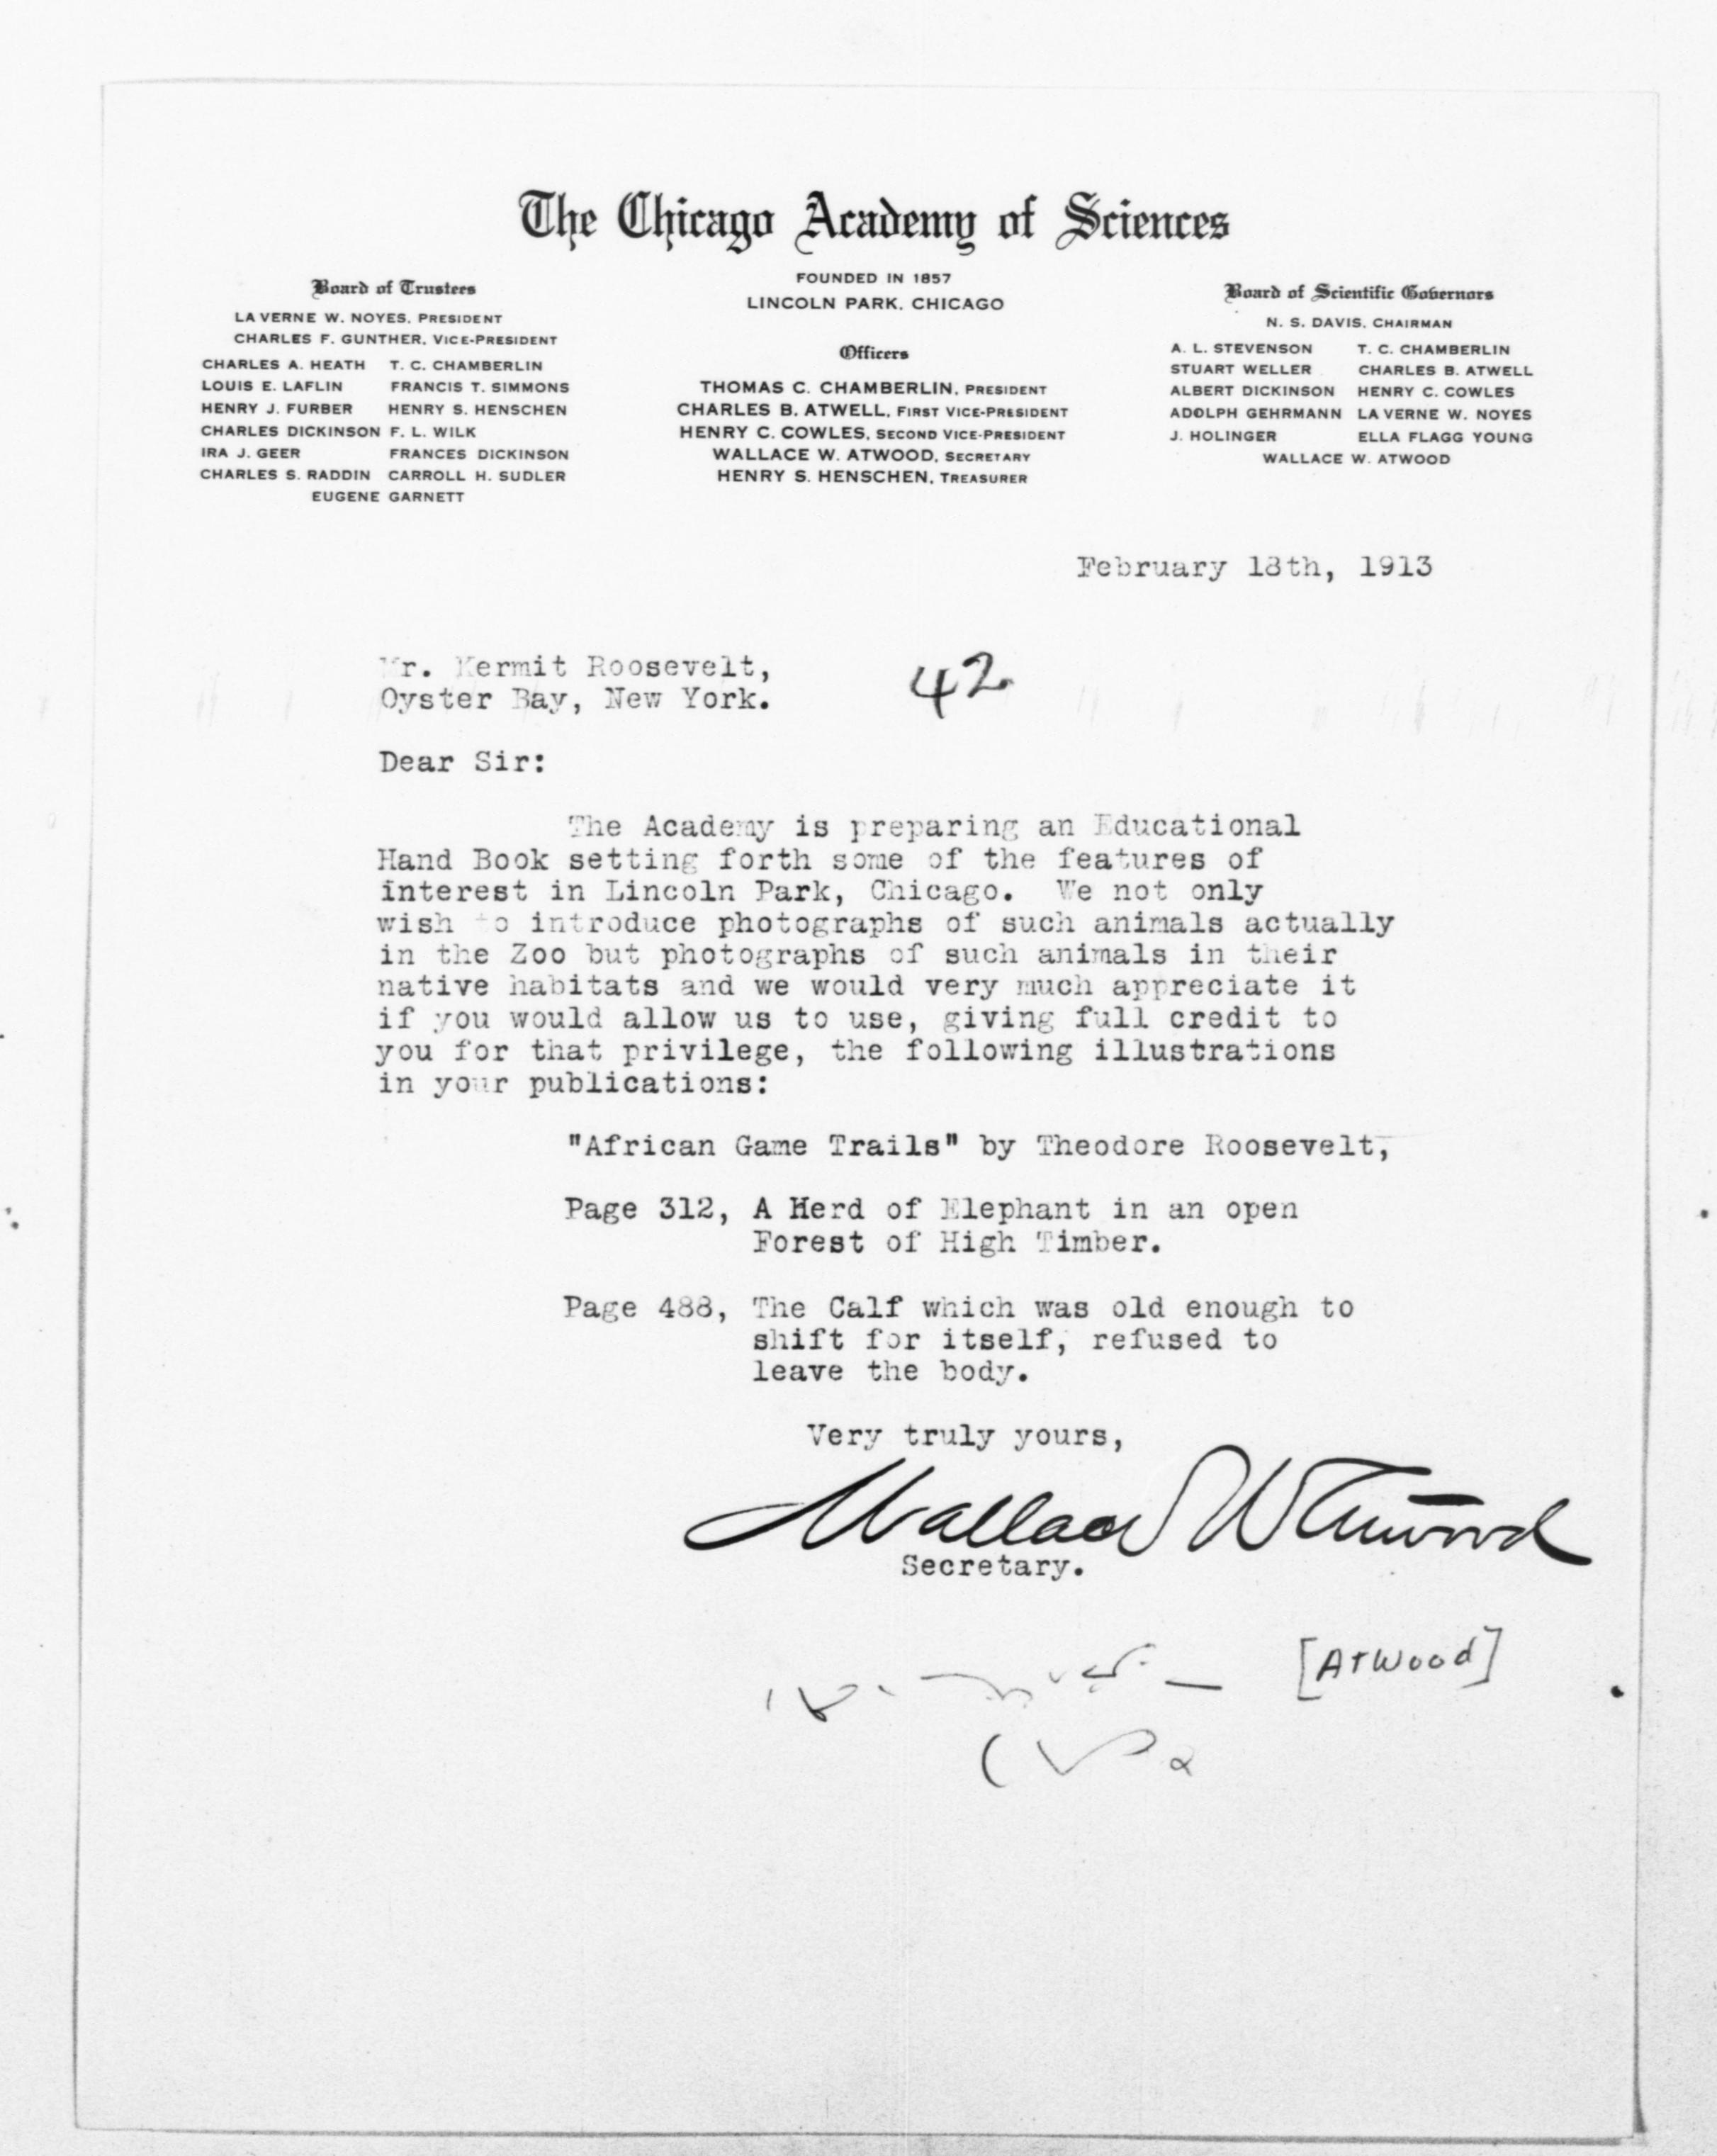 The Chicago Academy of Sciences
FOUNDED IN 1857
LINCOLN PARK, CHICAGO
Board of Trustees
LA VERNE W. NOYES, PRESIDENT
CHARLES F. GUNTHER, VICE-PRESIDENT
CHARLES A. HEATH T. C. CHAMBERLIN
LOUIS E. LAFLIN FRANCIS T. SIMMONS
HENRY J. FURBER HENRY S. HENSCHEN
CHARLES DICKINSON F. L. WILK
IRA J. GEER FRANCES DICKINSON
CHARLES S. RADDIN CARROLL H. SUDLER
EUGENE GARNETT
Officers
THOMAS C. CHAMBERLIN, PRESIDENT
CHARLES B. ATWELL, FIRST VICE-PRESIDENT
HENRY C. COWLES, SECOND VICE-PRESIDENT
WALLACE W. ATWOOD, SECRETARY
HENRY S. HENSCHEN, TREASURER
Board of Scientific Governors
N. S. DAVIS, CHAIRMAN
A. L. STEVENSON T. C. CHAMBERLIN
STUART WELLER CHARLES B. ATWELL
ALBERT DICKINSON HENRY C. COWLES
ADOLPH GEHRMANN LA VERNE W. NOYES
J. HOLINGER ELLA FLAGG YOUNG
WALLACE W. ATWOOD
February 18th, 1913
Mr. Kermit Roosevelt,
Oyster Bay, New York.
42
Dear Sir:
The Academy is preparing an Educational
Hand Book setting forth some of the features of
interest in Lincoln Park, Chicago. We not only
wish to introduce photographs of such animals actually
in the Zoo but photographs of such animals in their
native habitats and we would very much appreciate it
if you would allow us to use, giving full credit to
you for that privilege, the following illustrations
in your publications:
"African Game Trails" by Theodore Roosevelt,
Page 312, A Herd of Elephant in an open
Forest of High Timber.
Page 488, The Calf which was old enough to
shift for itself, refused to
leave the body.
Very truly yours,
Wallace W Atwood
Secretary.
[Atwood]